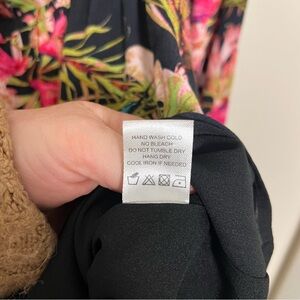 HAND WASH COLD
NO BLEACH
DO NOT TUMBLE DRY
HANG DRY
COOL IRON IF NEEDED